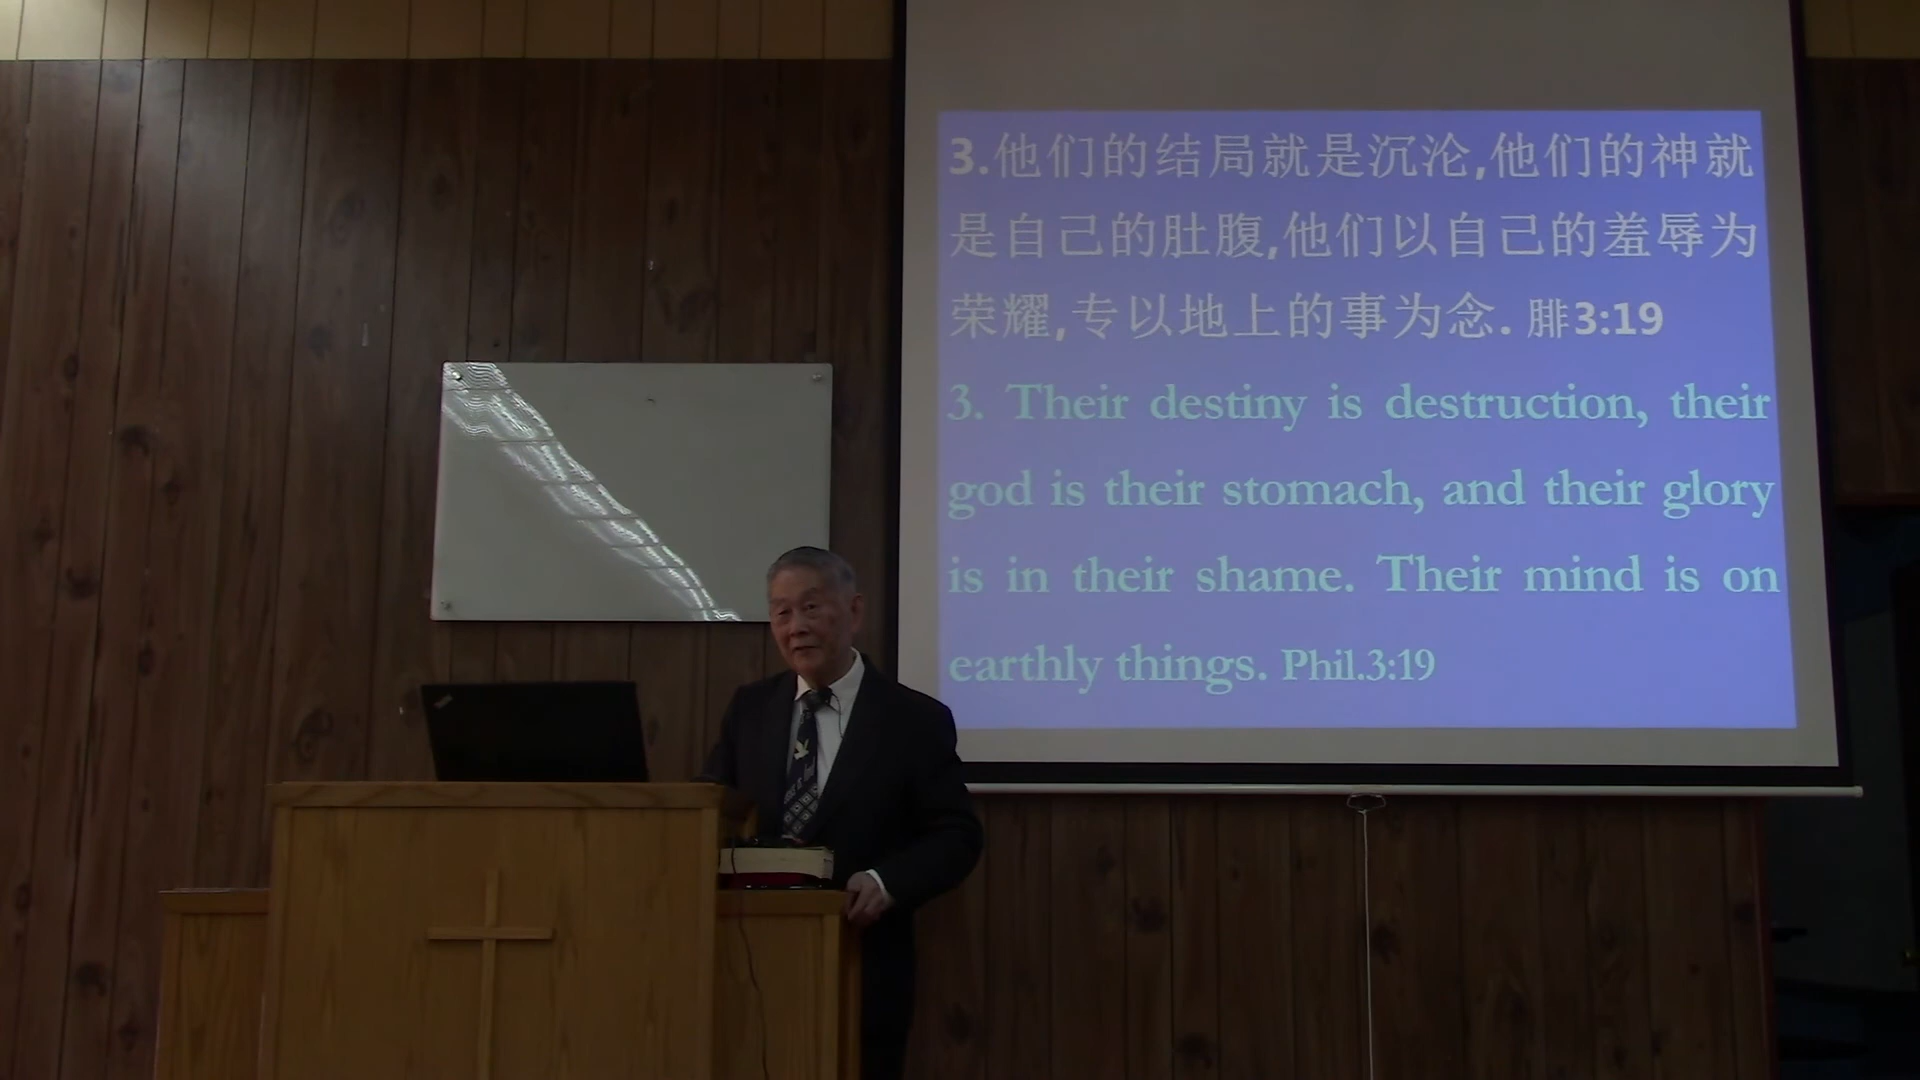 3.他们的结局就是沉沦,他们的神就
是自己的肚腹,他们以自己的羞辱为
荣耀,专以地上的事为念. 腓3:19
3. Their destiny is destruction, their
god is their stomach, and their glory
is in their shame. Their mind is on
earthly things. Phil.3:19